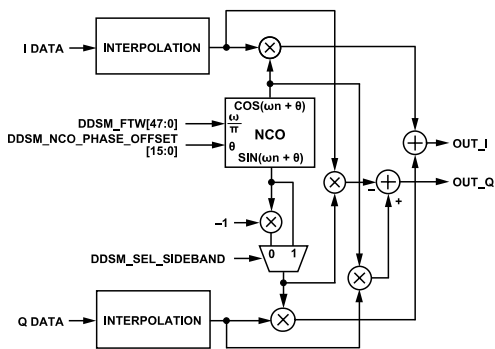 I DATA
INTERPOLATION
COS(ωn + θ)
DDSM_FTW[47:0]
ω
π
NCO
DDSM_NCO_PHASE_OFFSET
[15:0]
θ
SIN(ωn + θ)
OUT_I
–
+
OUT_Q
–1
0 1
DDSM_SEL_SIDEBAND
Q DATA
INTERPOLATION